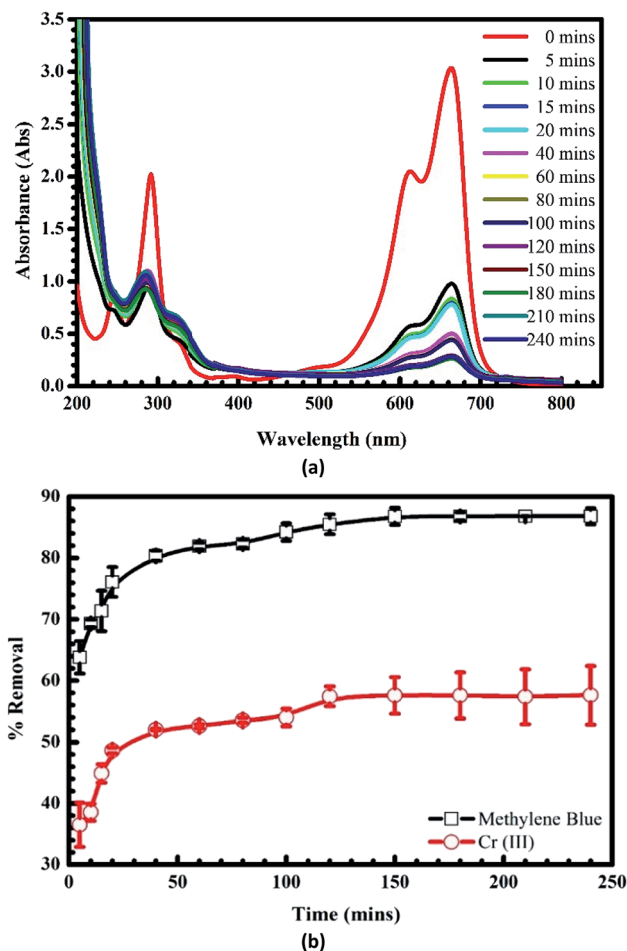 3.5
3.0
2.5
2.0
1.5
1.0
0.5
0.0
Absorbance (Abs)
0 mins
5 mins
10 mins
15 mins
20 mins
40 mins
60 mins
80 mins
100 mins
120 mins
150 mins
180 mins
210 mins
240 mins
200 300 400 500 600 700 800
Wavelength (nm)
(a)
90
80
70
60
50
40
30
% Removal
Methylene Blue
Cr (III)
0 50 100 150 200 250
Time (mins)
(b)